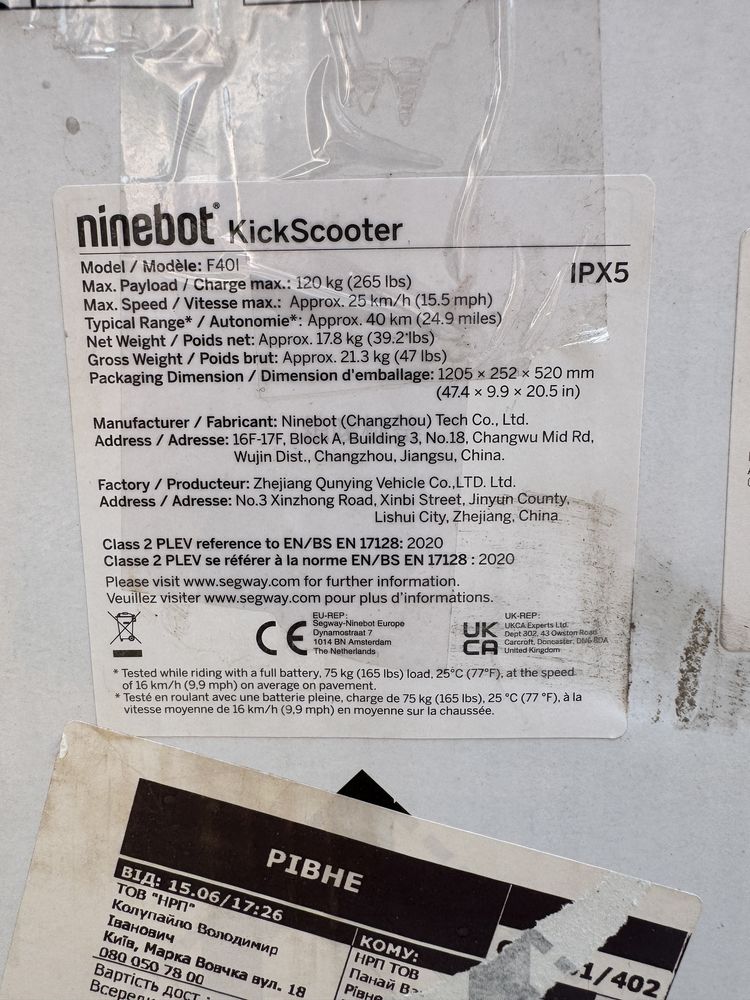 ninebot® KickScooter
Model / Modèle: F40I
IPX5
Max. Payload / Charge max.: 120 kg (265 lbs)
Max. Speed / Vitesse max.: Approx. 25 km/h (15.5 mph)
Typical Range* / Autonomie*: Approx. 40 km (24.9 miles)
Net Weight / Poids net: Approx. 17.8 kg (39.2 lbs)
Gross Weight / Poids brut: Approx. 21.3 kg (47 lbs)
Packaging Dimension / Dimension d'emballage: 1205 × 252 × 520 mm
(47.4 × 9.9 × 20.5 in)
Manufacturer / Fabricant: Ninebot (Changzhou) Tech Co., Ltd.
Address / Adresse: 16F-17F, Block A, Building 3, No.18, Changwu Mid Rd,
Wujin Dist., Changzhou, Jiangsu, China.
Factory / Producteur: Zhejiang Qunying Vehicle Co.,LTD. Ltd.
Address / Adresse: No.3 Xinzhong Road, Xinbi Street, Jinyun County,
Lishui City, Zhejiang, China
Class 2 PLEV reference to EN/BS EN 17128: 2020
Classe 2 PLEV se référer à la norme EN/BS EN 17128 : 2020
Please visit www.segway.com for further information.
Veuillez visiter www.segway.com pour plus d'informations.
CE
EU-REP:
Segway-Ninebot Europe
Dynamostraat 7
1014 BN Amsterdam
The Netherlands
UK
CA
UK-REP:
UKCA Experts Ltd.
Dept 302, 43 Owston Road
Carcroft, Doncaster, DN6 8DA
United Kingdom
* Tested while riding with a full battery, 75 kg (165 lbs) load, 25°C (77°F), at the speed
of 16 km/h (9,9 mph) on average on pavement.
* Testé en roulant avec une batterie pleine, charge de 75 kg (165 lbs), 25 °C (77 °F), à la
vitesse moyenne de 16 km/h (9,9 mph) en moyenne sur la chaussée.
РІВНЕ
ВІД: 15.06/17:26
ТОВ "НРП"
Колупайло Володимир
Іванович
Київ, Марка Вовчка вул. 18
080 050 78 00
Вартість дост
КОМУ:
НРП ТОВ
Панай
Рівне
1/402